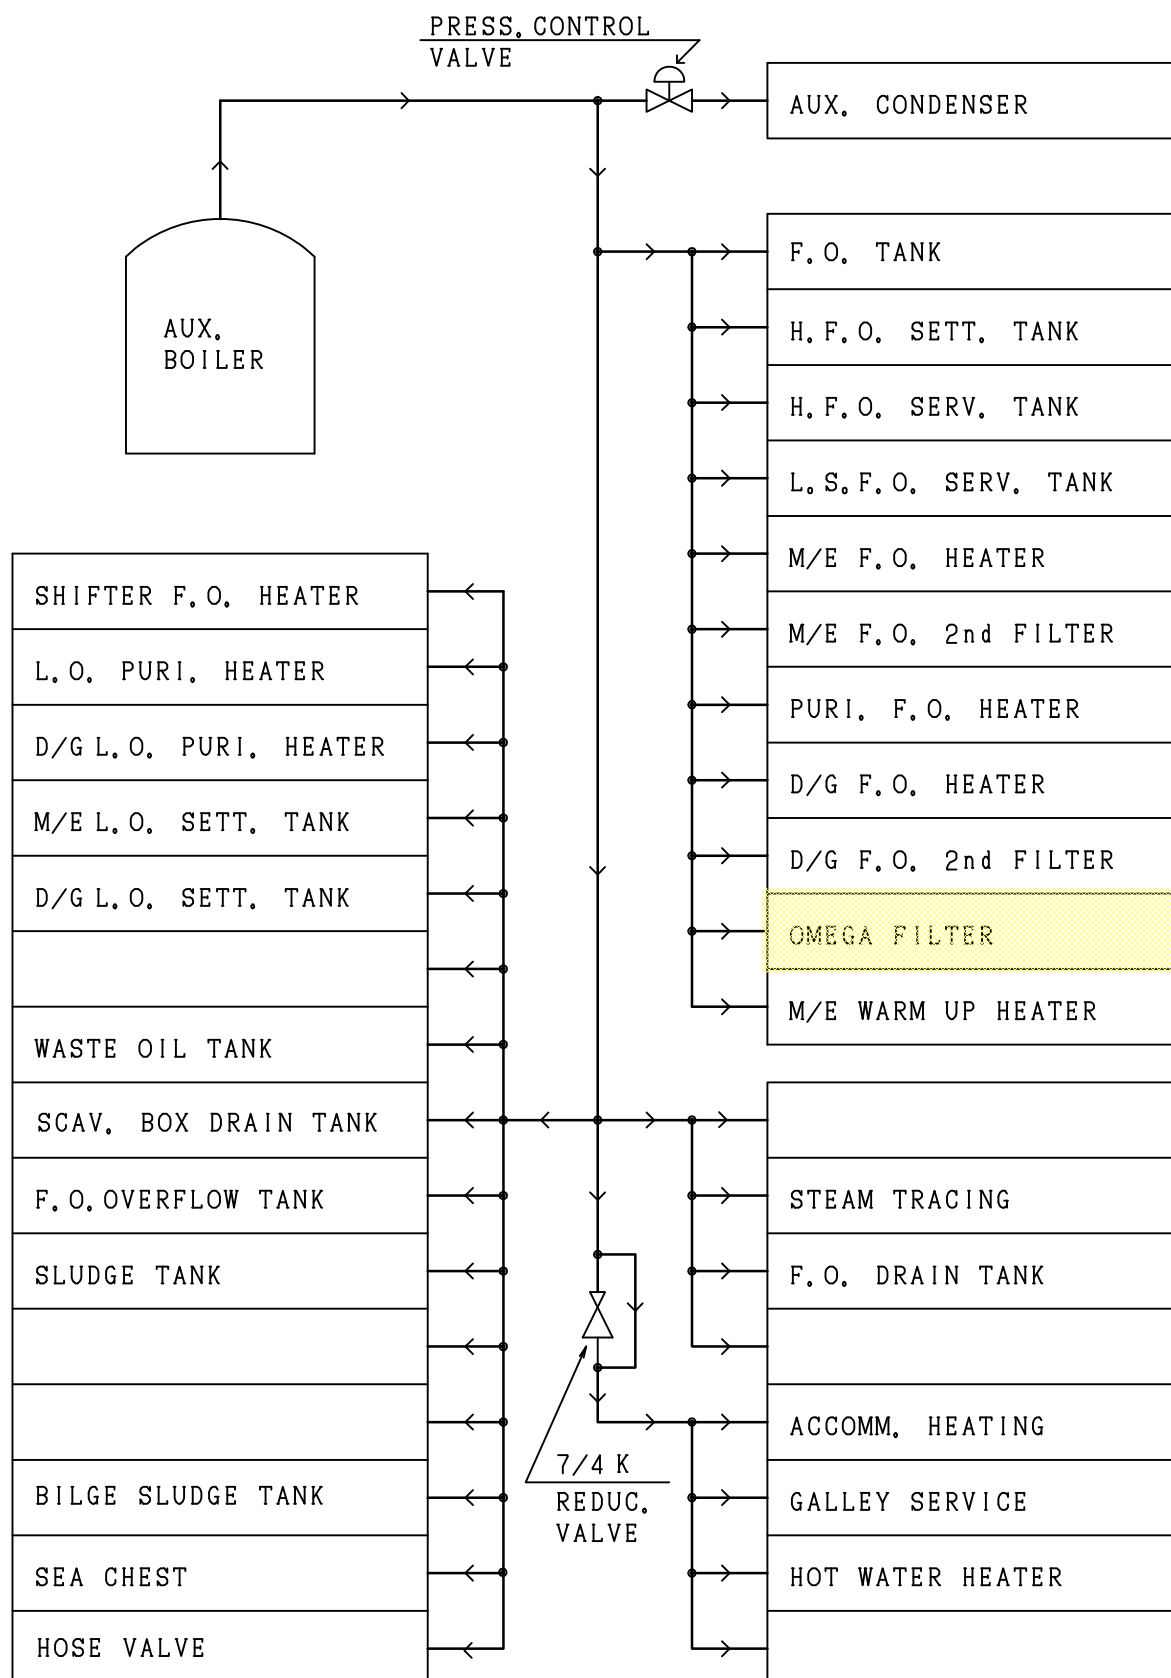 PRESS. CONTROL
VALVE
AUX. CONDENSER
AUX.
BOILER
F.O. TANK
H.F.O. SETT. TANK
H.F.O. SERV. TANK
L.S.F.O. SERV. TANK
M/E F.O. HEATER
M/E F.O. 2nd FILTER
PURI. F.O. HEATER
D/G F.O. HEATER
D/G F.O. 2nd FILTER
OMEGA FILTER
M/E WARM UP HEATER
SHIFTER F.O. HEATER
L.O. PURI. HEATER
D/G L.O. PURI. HEATER
M/E L.O. SETT. TANK
D/G L.O. SETT. TANK
WASTE OIL TANK
SCAV. BOX DRAIN TANK
F.O. OVERFLOW TANK
SLUDGE TANK
BILGE SLUDGE TANK
SEA CHEST
HOSE VALVE
7/4 K
REDUC.
VALVE
STEAM TRACING
F.O. DRAIN TANK
ACCOMM. HEATING
GALLEY SERVICE
HOT WATER HEATER